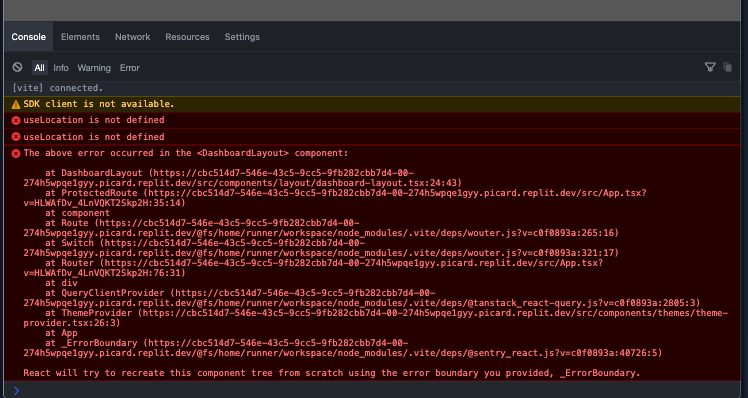 Console Elements Network Resources Settings
All Info Warning Error
[vite] connected.
SDK client is not available.
useLocation is not defined
useLocation is not defined
The above error occurred in the <DashboardLayout> component:
at DashboardLayout (https://cbc514d7-546e-43c5-9cc5-9fb282cbb7d4-00-
274h5wpqe1gyy.picard.replit.dev/src/components/layout/dashboard-layout.tsx:24:43)
at ProtectedRoute (https://cbc514d7-546e-43c5-9cc5-9fb282cbb7d4-00-274h5wpqe1gyy.picard.replit.dev/src/App.tsx?
v=HLWAfDv_4LnVQKT2Skp2H:35:14)
at component
at Route (https://cbc514d7-546e-43c5-9cc5-9fb282cbb7d4-00-
274h5wpqe1gyy.picard.replit.dev/@fs/home/runner/workspace/node_modules/.vite/deps/wouter.js?v=c0f0893a:265:16)
at Switch (https://cbc514d7-546e-43c5-9cc5-9fb282cbb7d4-00-
274h5wpqe1gyy.picard.replit.dev/@fs/home/runner/workspace/node_modules/.vite/deps/wouter.js?v=c0f0893a:321:17)
at Router (https://cbc514d7-546e-43c5-9cc5-9fb282cbb7d4-00-274h5wpqe1gyy.picard.replit.dev/src/App.tsx?
v=HLWAfDv_4LnVQKT2Skp2H:76:31)
at div
at QueryClientProvider (https://cbc514d7-546e-43c5-9cc5-9fb282cbb7d4-00-
274h5wpqe1gyy.picard.replit.dev/@fs/home/runner/workspace/node_modules/.vite/deps/@tanstack_react-query.js?v=c0f0893a:2805:3)
at ThemeProvider (https://cbc514d7-546e-43c5-9cc5-9fb282cbb7d4-00-274h5wpqe1gyy.picard.replit.dev/src/components/themes/theme-
provider.tsx:26:3)
at App
at _ErrorBoundary (https://cbc514d7-546e-43c5-9cc5-9fb282cbb7d4-00-
274h5wpqe1gyy.picard.replit.dev/@fs/home/runner/workspace/node_modules/.vite/deps/@sentry_react.js?v=c0f0893a:40726:5)
React will try to recreate this component tree from scratch using the error boundary you provided, _ErrorBoundary.